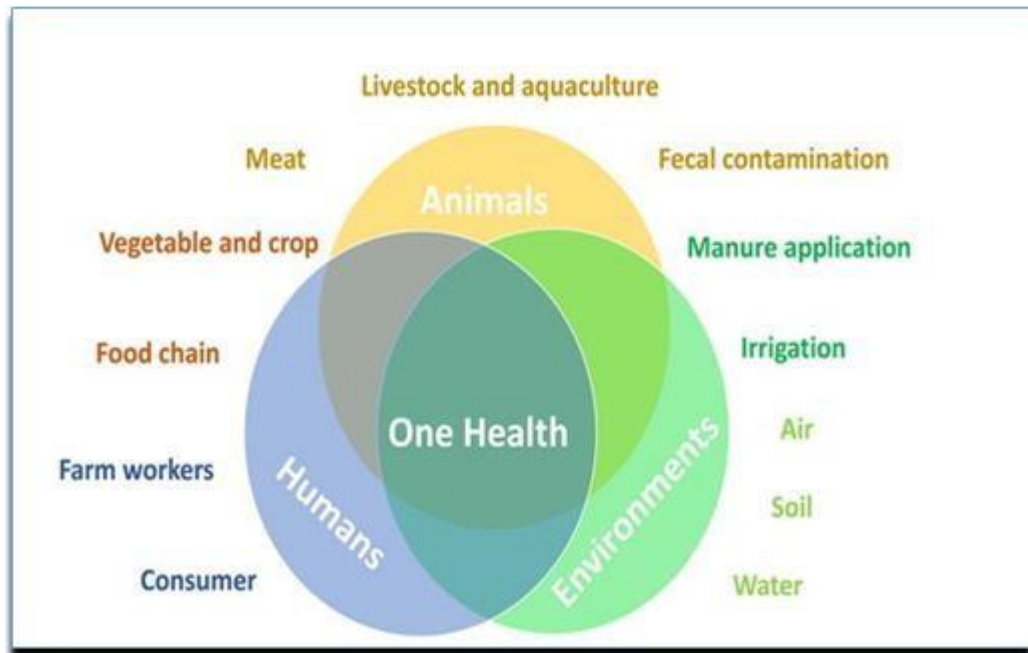 Livestock and aquaculture
Meat
Fecal contamination
Animals
Vegetable and crop
Manure application
Food chain
Irrigation
One Health
Air
Farm workers
Humans
Environments
Soil
Consumer
Water